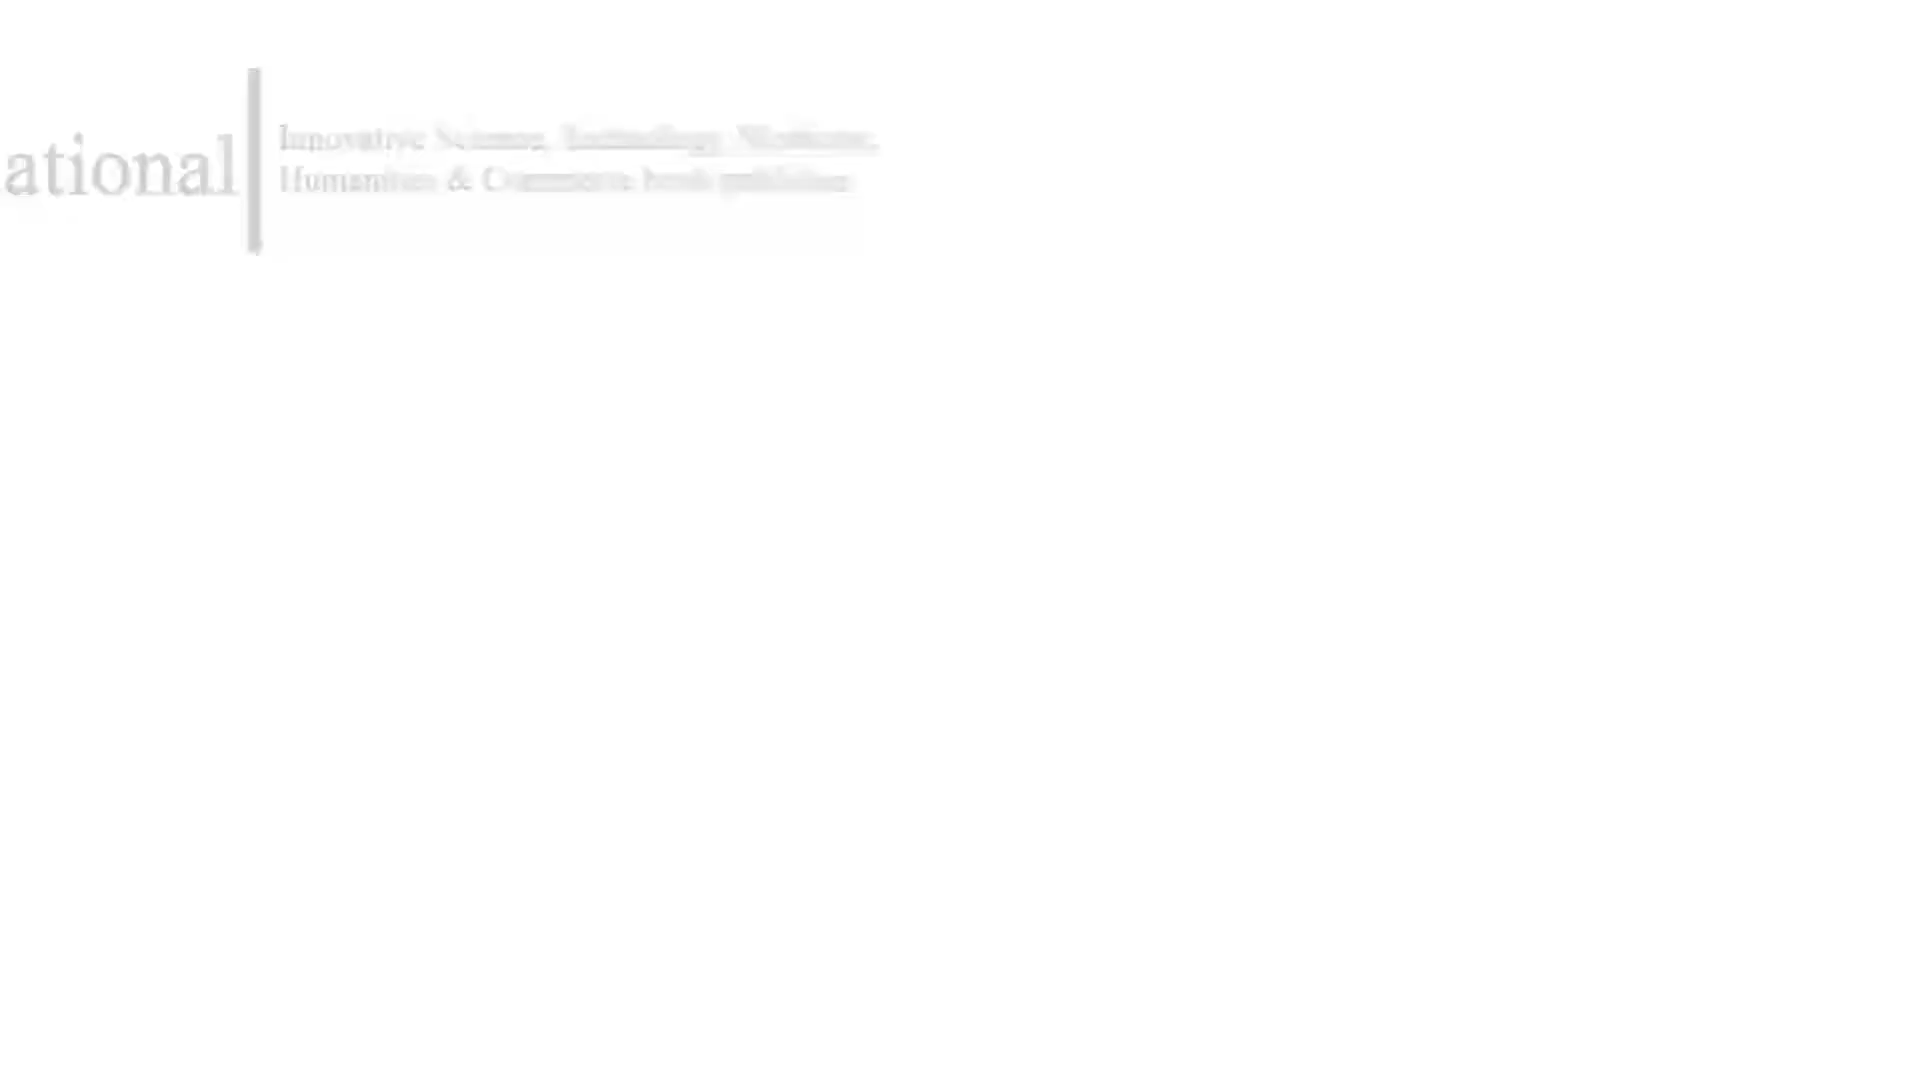 ational
Innovative Science, Technology, Medicine,
Humanities & Commerce book publisher